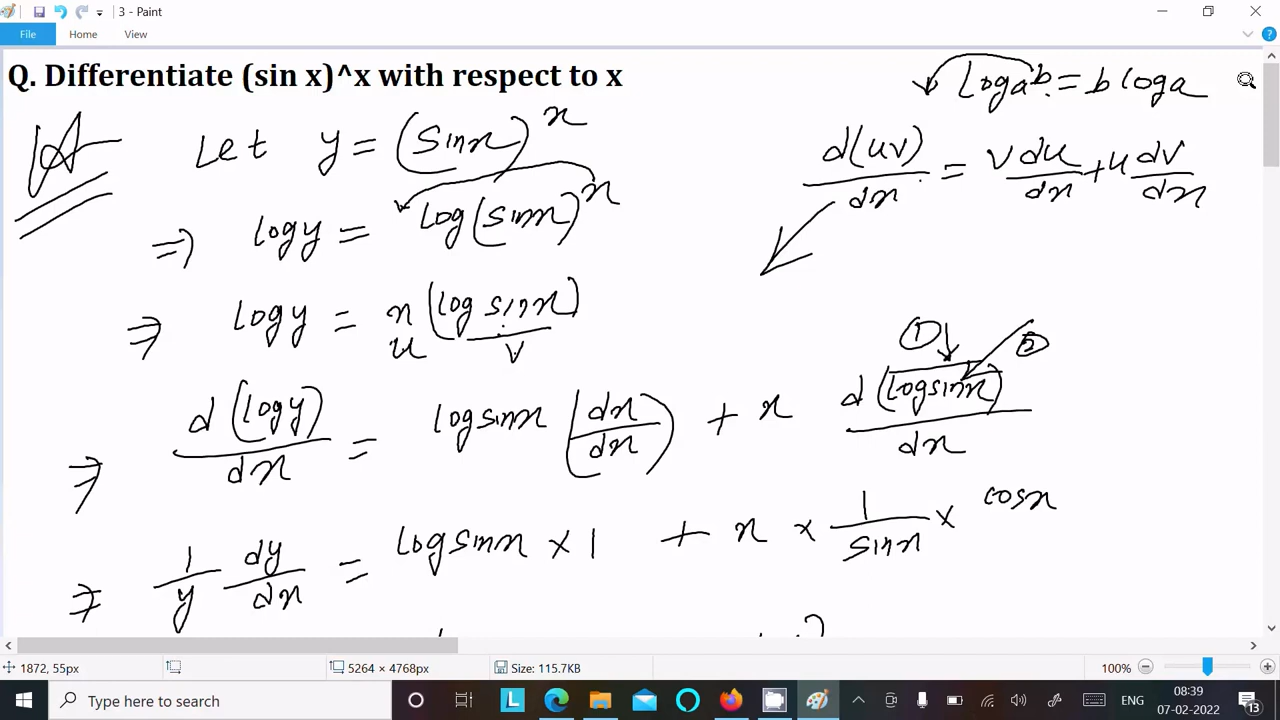 3 - Paint
File Home View
Q. Differentiate (sin x)^x with respect to x
Loga^b = b loga
Let y = (Sinx)^x
d(uv)/dx = v du/dx + u dv/dx
⇒ logy = log(Sinx)^x
⇒ logy = x (log sinx)
u v
① ②
⇒ d(logy)/dx = logsinx (dx/dx) + x d(logsinx)/dx
⇒ 1/y dy/dx = logsinx × 1 + x × 1/sinx × cosx
1872, 55px 5264 × 4768px Size: 115.7KB 100%
Type here to search
L
ENG
08:39
07-02-2022
13